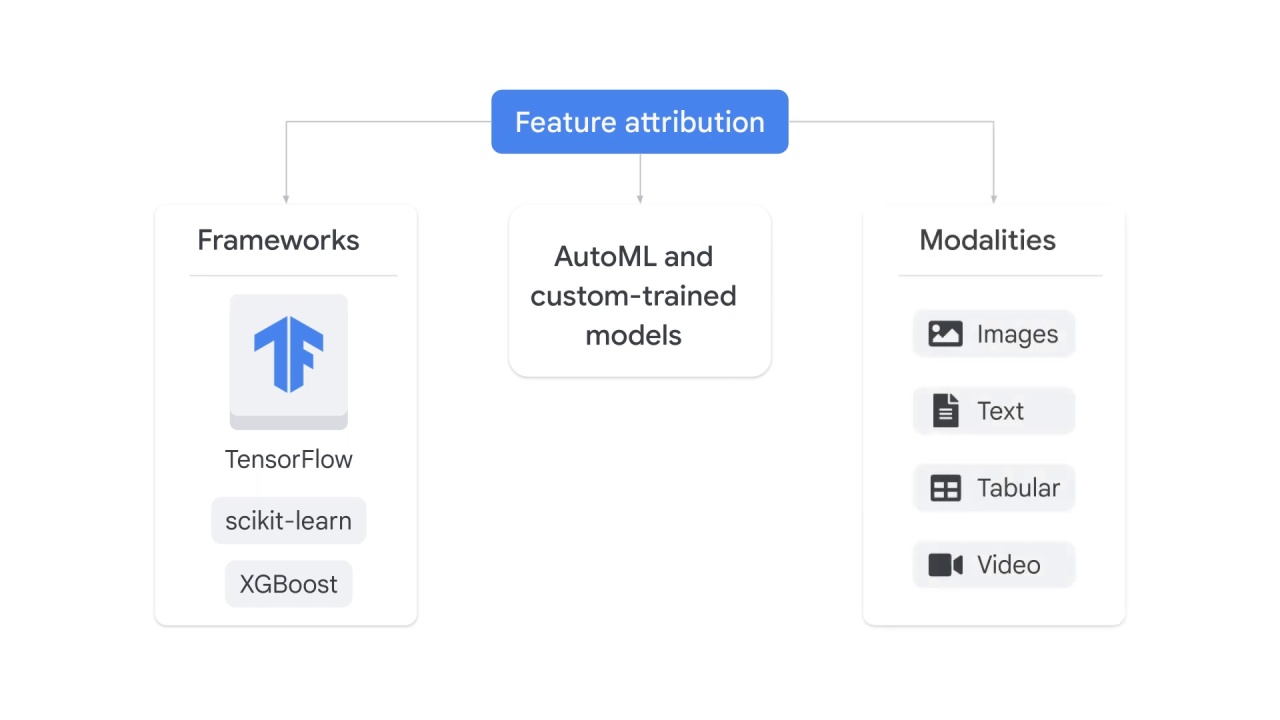 Feature attribution
Frameworks
TensorFlow
scikit-learn
XGBoost
AutoML and
custom-trained
models
Modalities
Images
Text
Tabular
Video